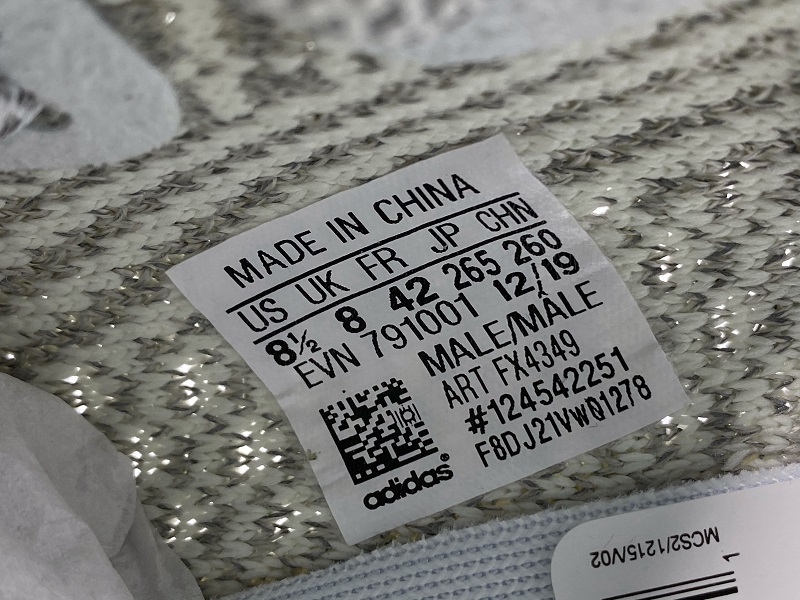 MADE IN CHINA
US UK FR JP CHN
8½ 8 42 265 260
EVN 791001 12/19
MALE/MÂLE
ART FX4349
#124542251
F8DJ21VW01278
adidas®
MCS2/1215/V02